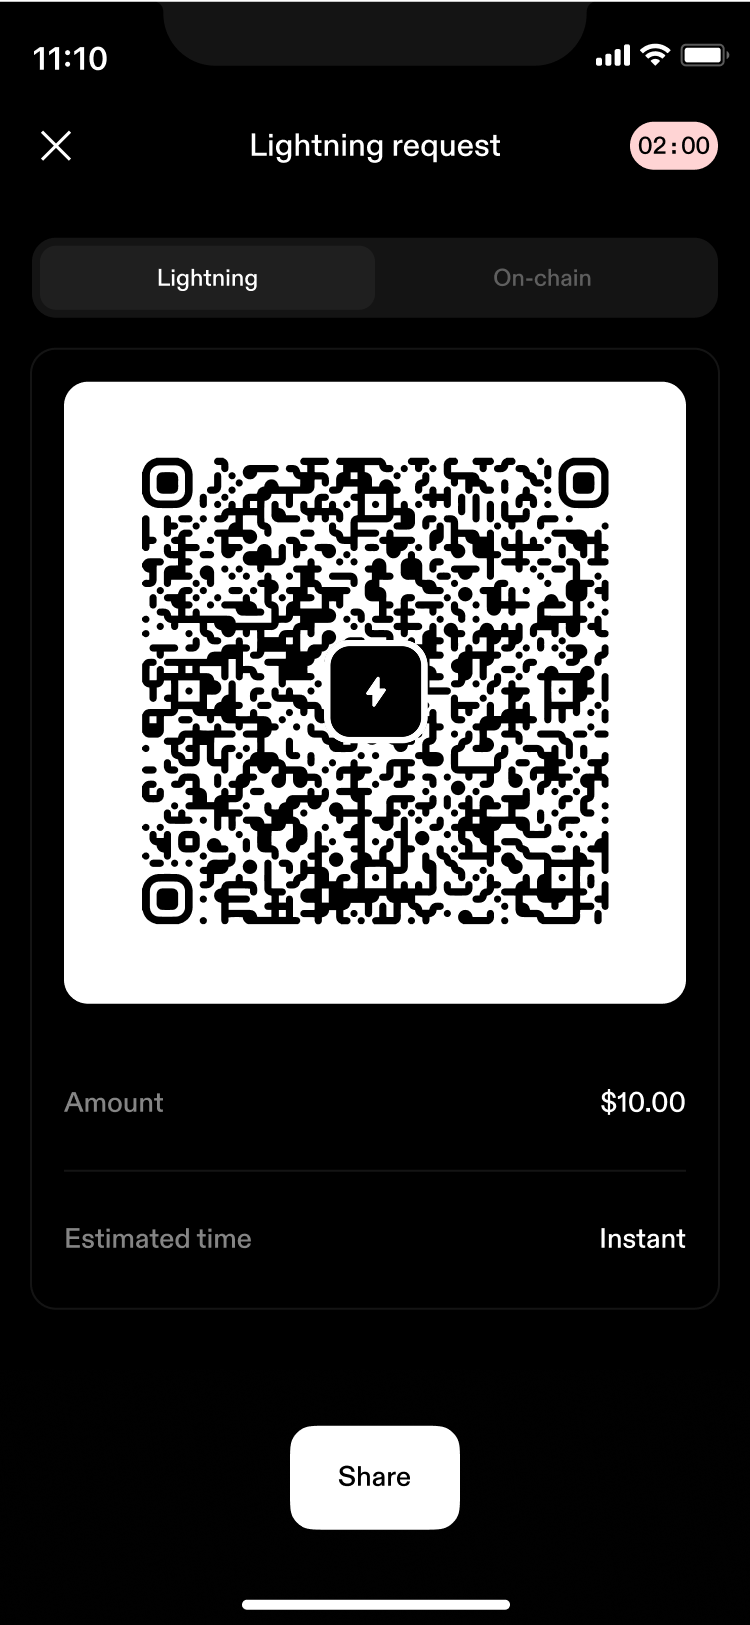 11:10
Lightning request
02:00
Lightning
On-chain
Amount
$10.00
Estimated time
Instant
Share